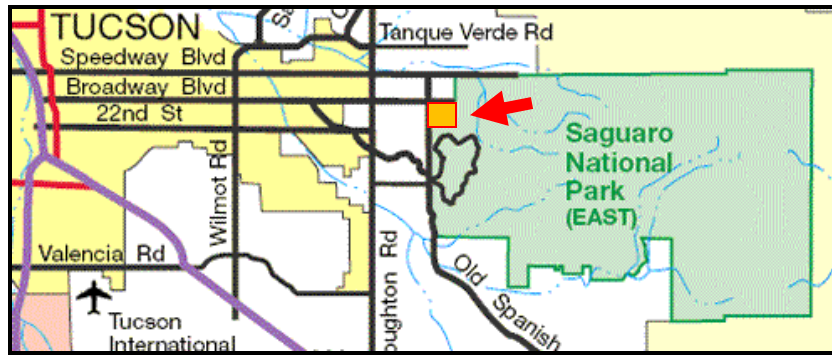 TUCSON
Tanque Verde Rd
Speedway Blvd
Broadway Blvd
22nd St
Wilmot Rd
Saguaro
National
Park
(EAST)
Valencia Rd
Old Spanish
Tucson
International
oughton Rd